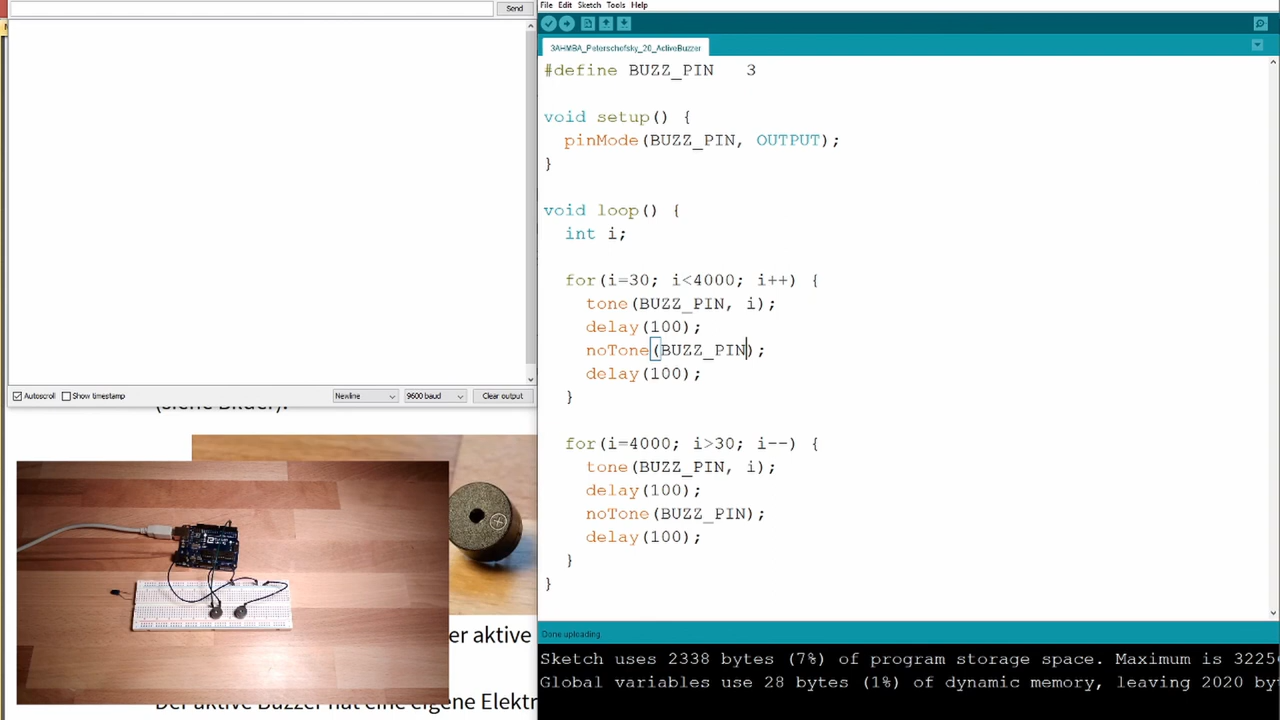 Send
(siehe Bilder).
Autoscroll
Show timestamp
Newline
9600 baud
Clear output
er aktive
Der aktive Buzzer hat eine eigene Elektr
File Edit Sketch Tools Help
3AHMBA_Peterschofsky_20_ActiveBuzzer
#define BUZZ_PIN   3
void setup() {
  pinMode(BUZZ_PIN, OUTPUT);
}
void loop() {
  int i;
  for(i=30; i<4000; i++) {
    tone(BUZZ_PIN, i);
    delay(100);
    noTone(BUZZ_PIN);
    delay(100);
  }
  for(i=4000; i>30; i--) {
    tone(BUZZ_PIN, i);
    delay(100);
    noTone(BUZZ_PIN);
    delay(100);
  }
}
Done uploading.
Sketch uses 2338 bytes (7%) of program storage space. Maximum is 3225
Global variables use 28 bytes (1%) of dynamic memory, leaving 2020 by